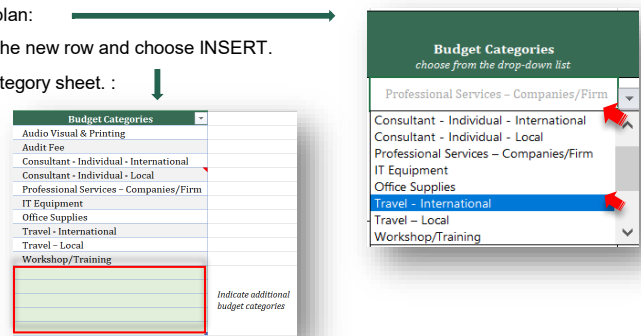 olan:
he new row and choose INSERT.
ategory sheet. :
Budget Categories
Audio Visual & Printing
Audit Fee
Consultant - Individual - International
Consultant - Individual - Local
Professional Services – Companies/Firm
IT Equipment
Office Supplies
Travel - International
Travel – Local
Workshop/Training
Indicate additional
budget categories
Budget Categories
choose from the drop-down list
Professional Services – Companies/Firm
Consultant - Individual - International
Consultant - Individual - Local
Professional Services – Companies/Firm
IT Equipment
Office Supplies
Travel - International
Travel – Local
Workshop/Training